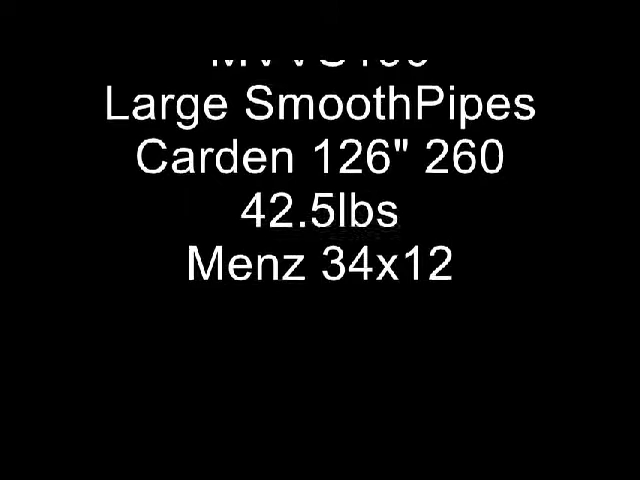 Large SmoothPipes
Carden 126" 260
42.5lbs
Menz 34x12